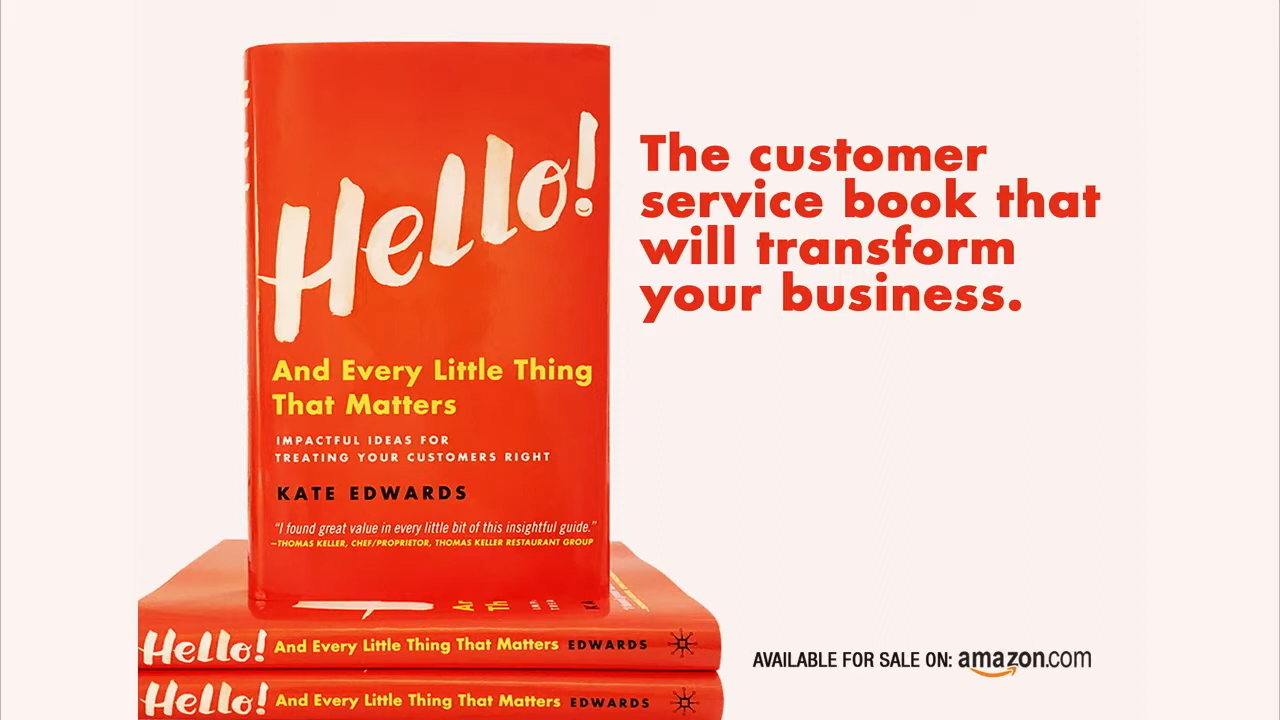 Hello!
And Every Little Thing
That Matters
IMPACTFUL IDEAS FOR
TREATING YOUR CUSTOMERS RIGHT
KATE EDWARDS
"I found great value in every little bit of this insightful guide."
—THOMAS KELLER, CHEF/PROPRIETOR, THOMAS KELLER RESTAURANT GROUP
The customer
service book that
will transform
your business.
Hello! And Every Little Thing That Matters EDWARDS
Hello! And Every Little Thing That Matters EDWARDS
AVAILABLE FOR SALE ON: amazon.com